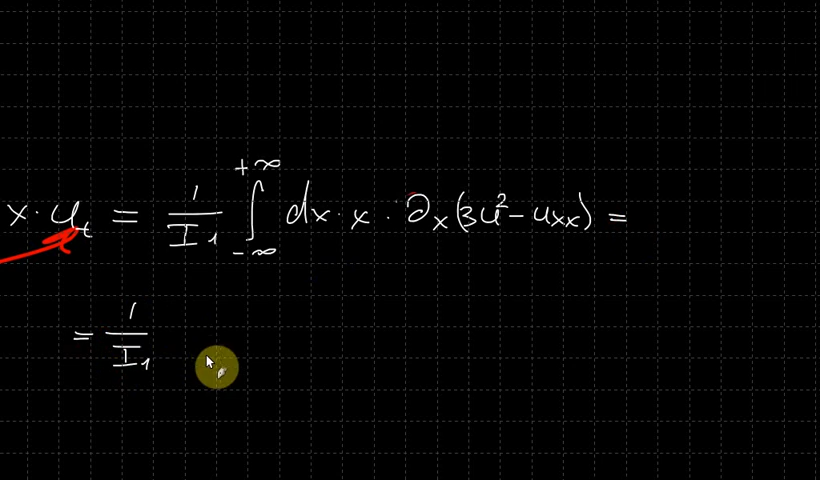 x · u_t = 1/I_1 ∫_{-∞}^{+∞} dx · x · ∂_x (3u² - u_xx) =
= 1/I_1